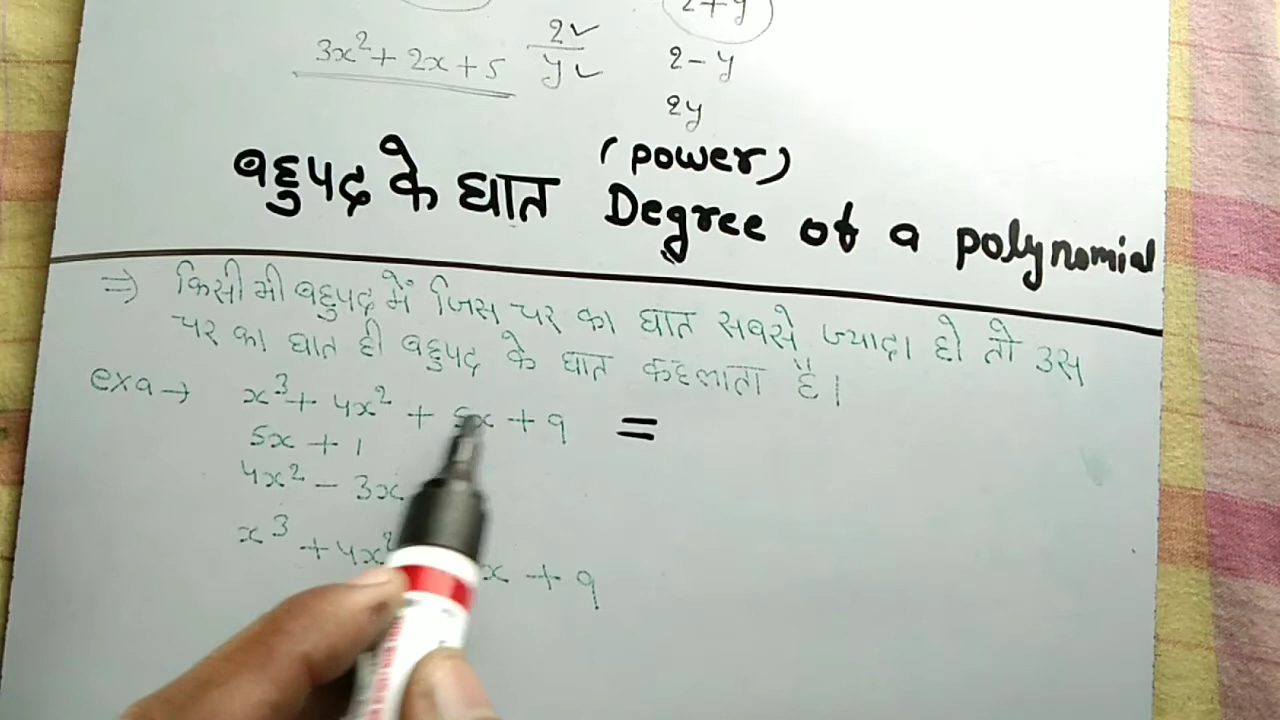 2+y
3x² + 2x + 5
2✓
y✓
2 - y
2y
(power)
बहुपद के घात Degree of a polynomial
⇒ किसी भी बहुपद में जिस चर का घात सबसे ज्यादा हो तो उस
चर का घात ही बहुपद के घात कहलाता है।
exa→ x³ + 4x² + 5x + 9 =
5x + 1
4x² - 3x
x³ + 4x² x + 9